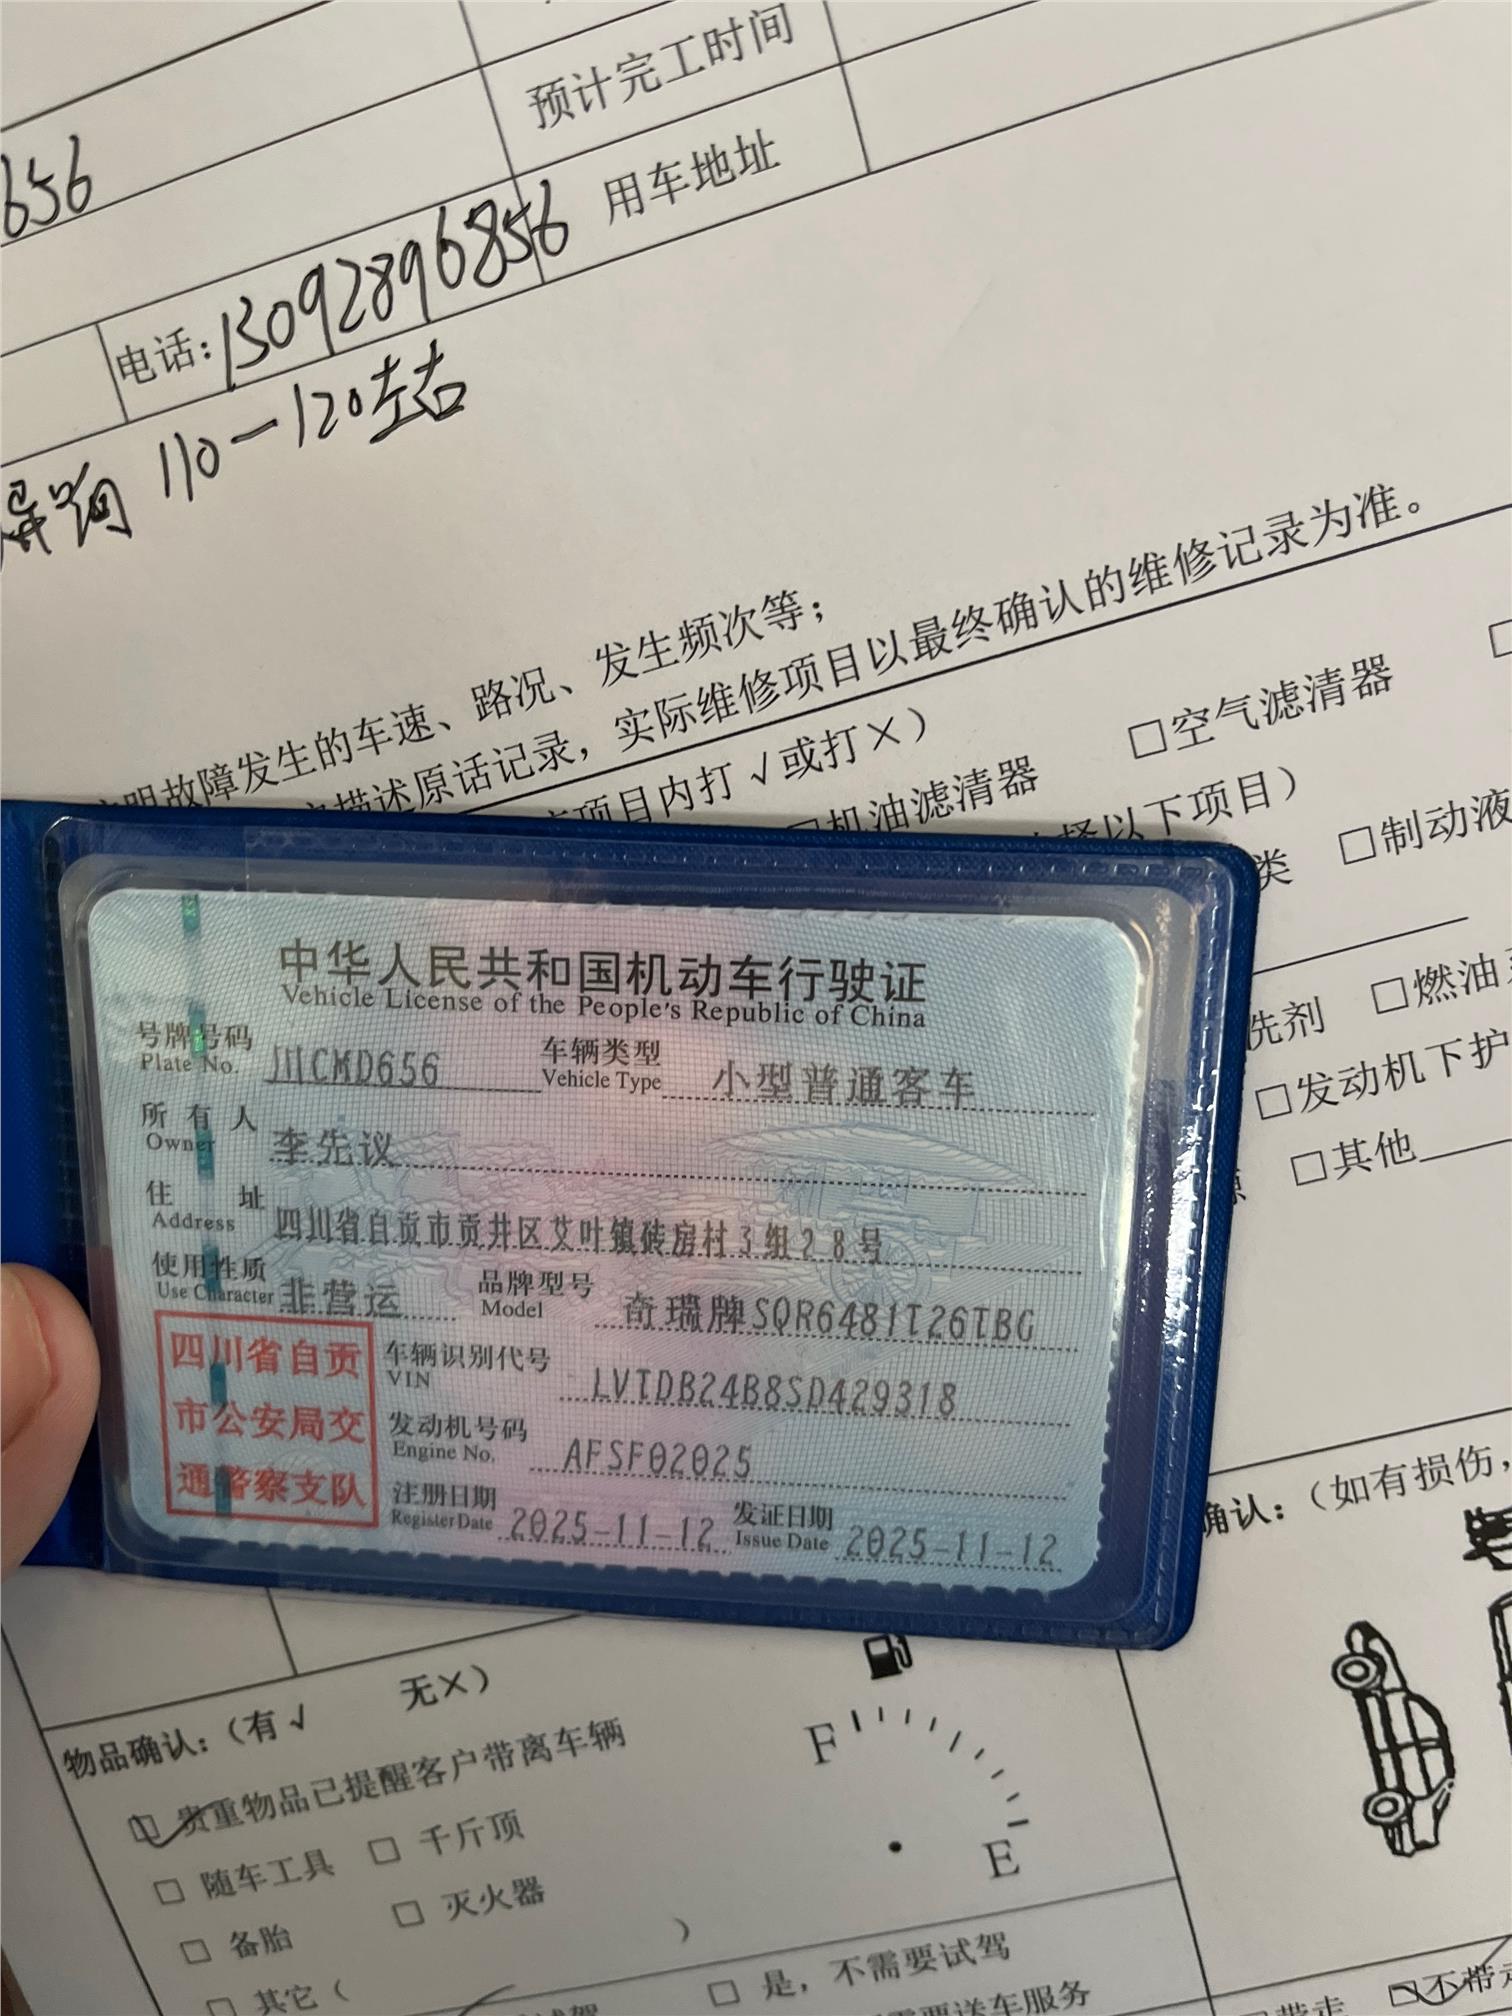 预计完工时间
656
用车地址
电话：13092896856
110-120左右
明故障发生的车速、路况、发生频次等；
描述原话记录，实际维修项目以最终确认的维修记录为准。
项目内打√或打×）
□机油滤清器 □空气滤清器
择以下项目）
类 □制动液
洗剂 □燃油
□发动机下护
□其他
中华人民共和国机动车行驶证
Vehicle License of the People's Republic of China
号牌号码 川CMD656 车辆类型 小型普通客车
Plate No. Vehicle Type
所有人 李先议
Owner
住址 四川省自贡市贡井区艾叶镇砖房村3组28号
Address
使用性质 非营运 品牌型号 奇瑞牌SQR6481T26TBG
Use Character Model
四川省自贡
市公安局交
通警察支队
车辆识别代号 LVTDB24B8SD429318
VIN
发动机号码 AFSF02025
Engine No.
注册日期 2025-11-12 发证日期 2025-11-12
Register Date Issue Date
确认：（如有损伤，
物品确认：（有√ 无×）
□ 贵重物品已提醒客户带离车辆
□ 随车工具 □ 千斤顶
□ 备胎 □ 灭火器
□ 其它（ ）
F
E
□ 是，不需要试驾
试驾
需要送车服务
带走 □不带走